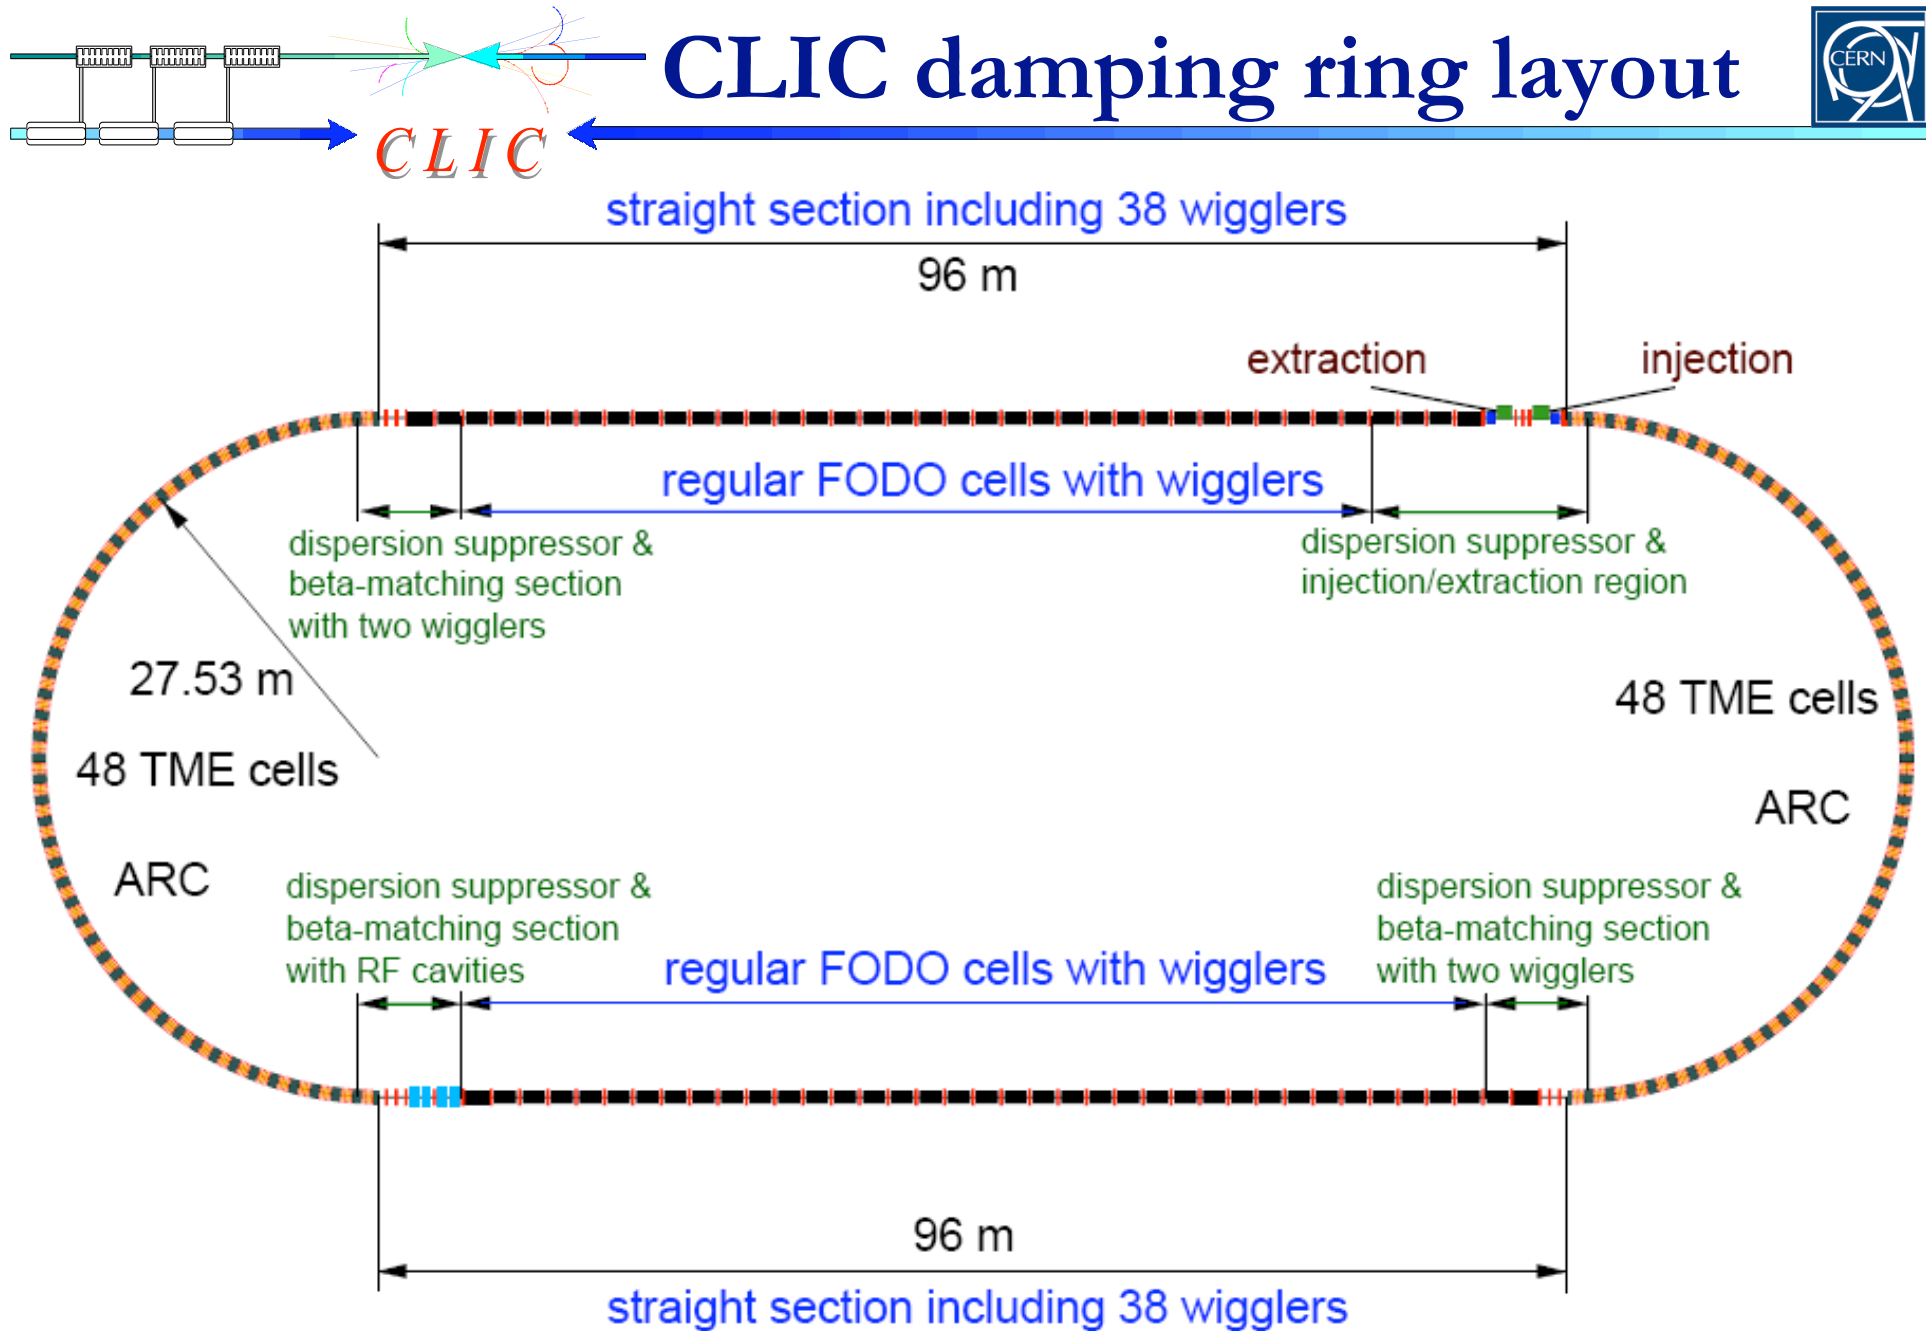 CLIC damping ring layout
CERN
CLIC
straight section including 38 wigglers
96 m
extraction
injection
regular FODO cells with wigglers
dispersion suppressor &
beta-matching section
with two wigglers
dispersion suppressor &
injection/extraction region
27.53 m
48 TME cells
ARC
48 TME cells
ARC
dispersion suppressor &
beta-matching section
with RF cavities
regular FODO cells with wigglers
dispersion suppressor &
beta-matching section
with two wigglers
96 m
straight section including 38 wigglers